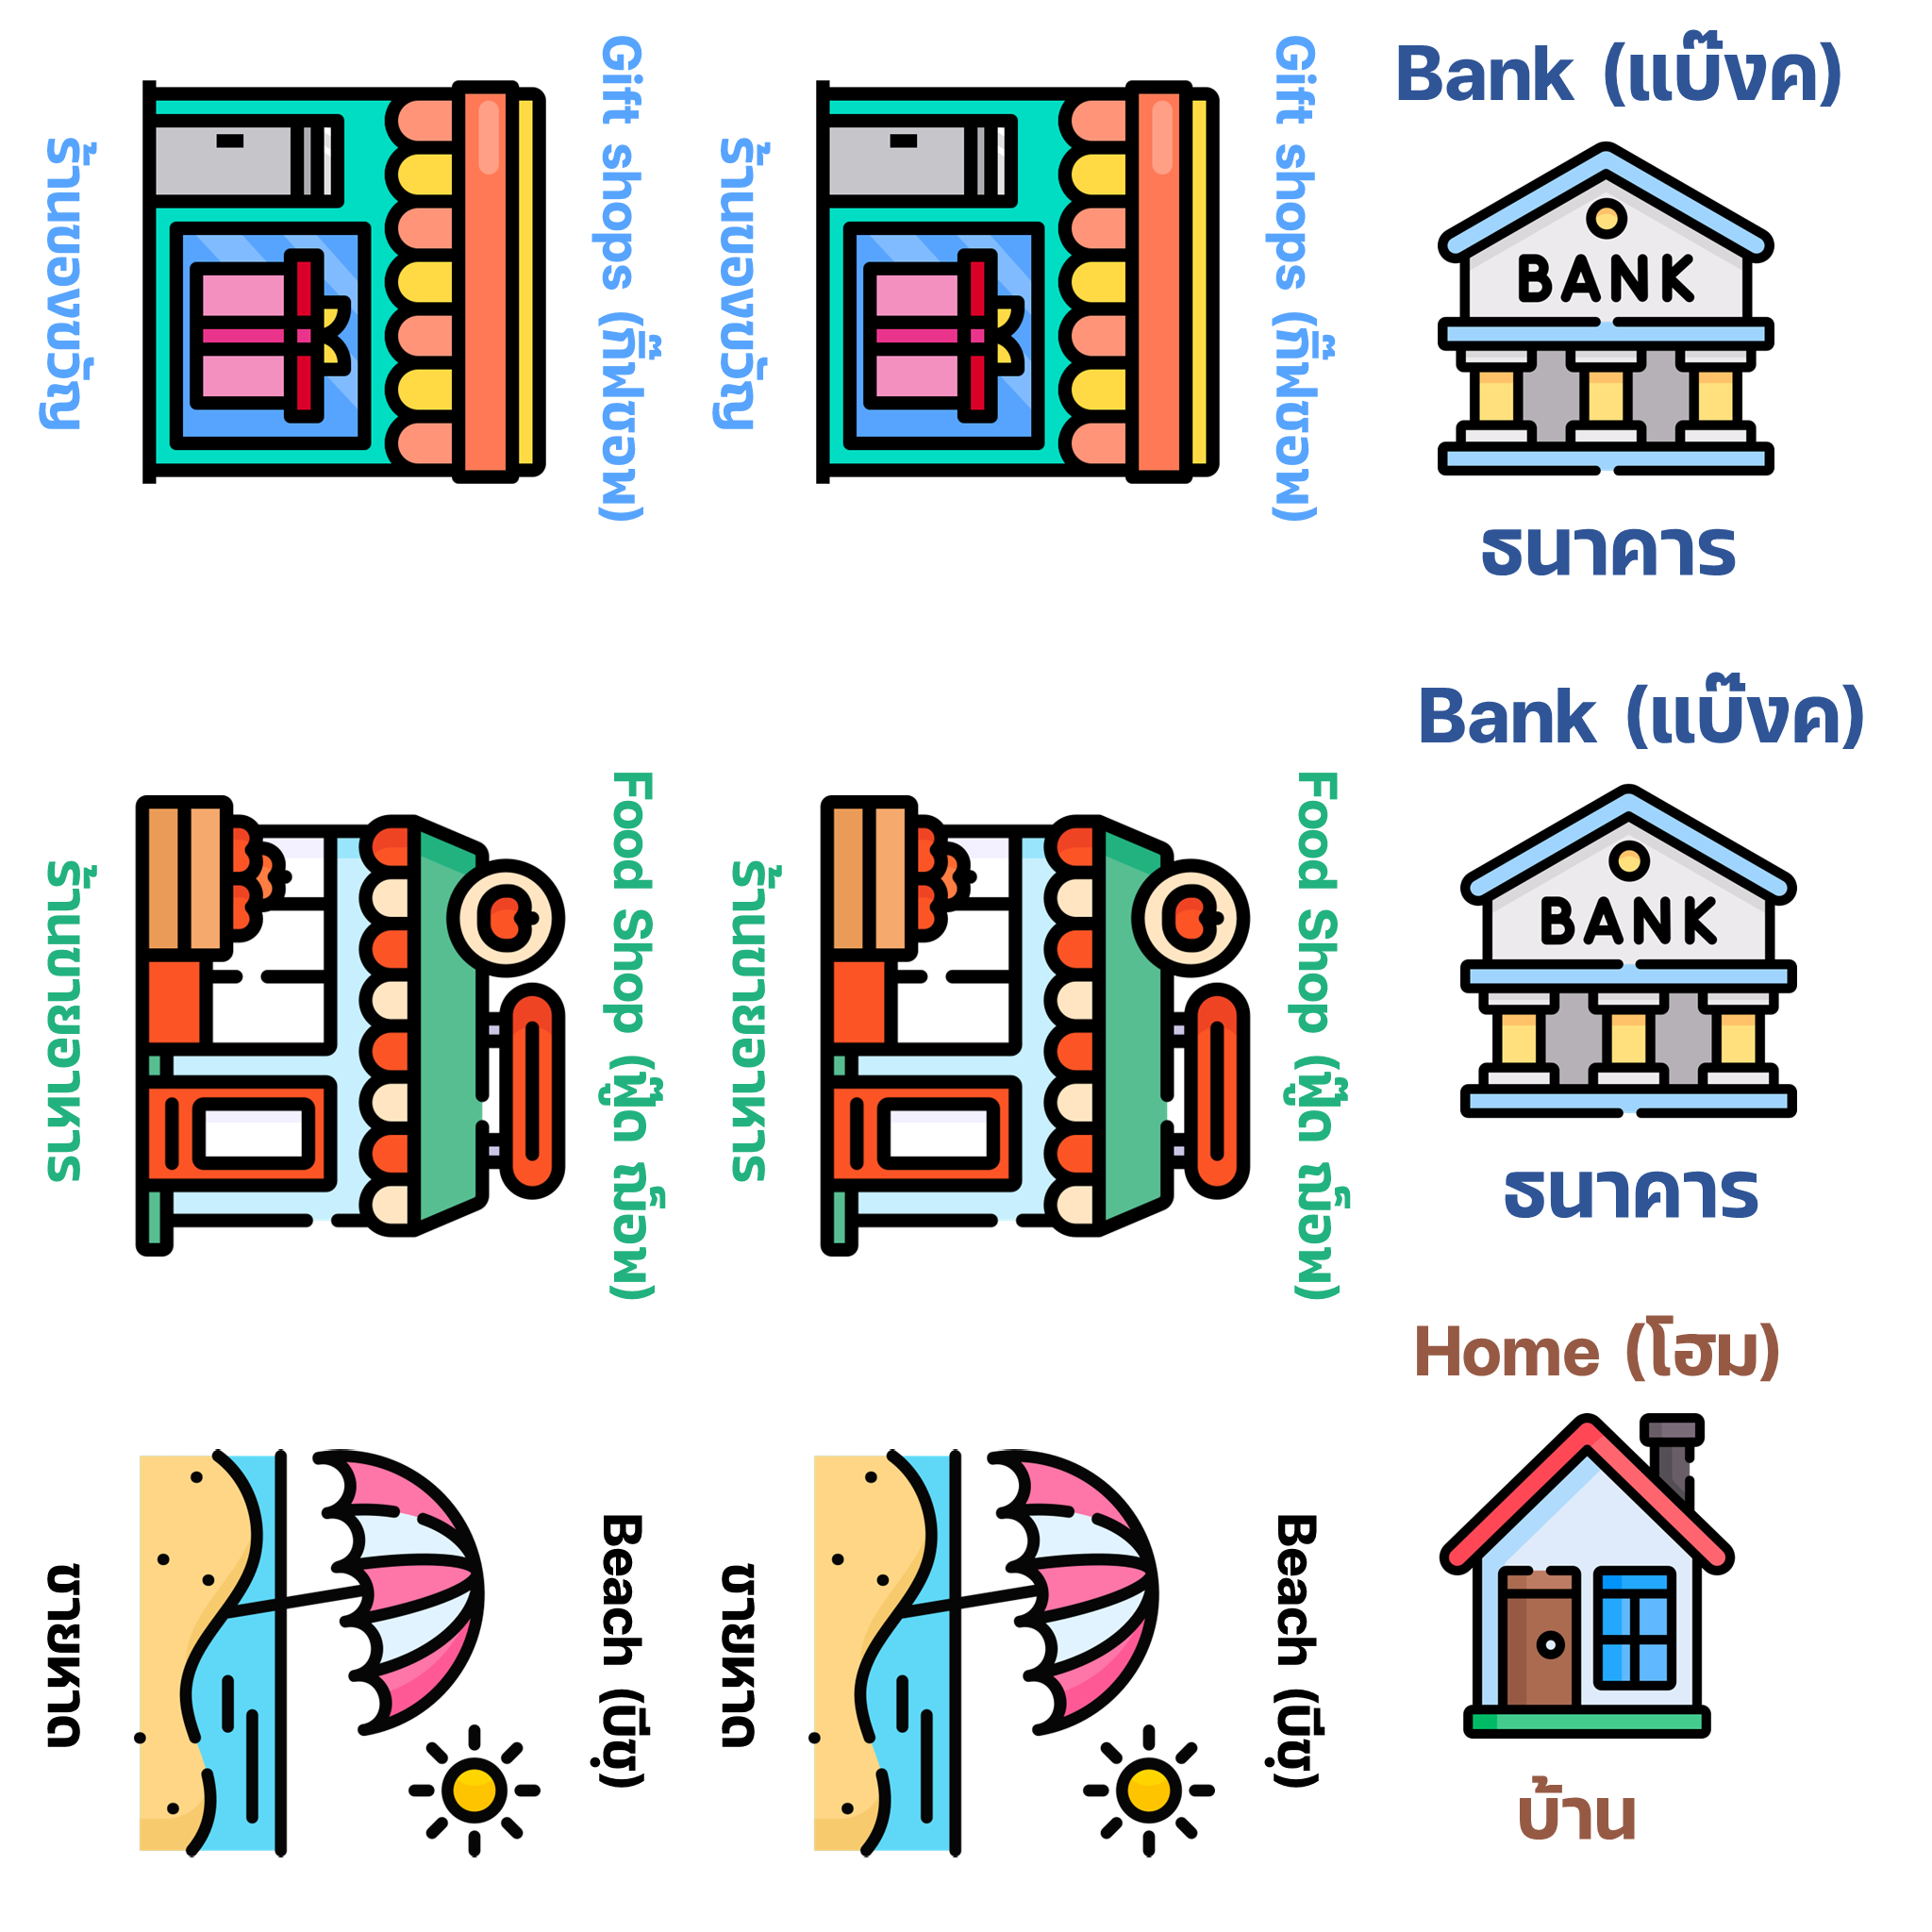 Gift shops (กิ๊ฟชอพ)
ร้านของขวัญ
Gift shops (กิ๊ฟชอพ)
ร้านของขวัญ
Bank (แบ๊งค)
BANK
ธนาคาร
Food Shop (ฟู๊ด ฌ้อพ)
ร้านขายอาหาร
Food Shop (ฟู๊ด ฌ้อพ)
ร้านขายอาหาร
Bank (แบ๊งค)
BANK
ธนาคาร
Beach (บีชฺ)
ชายหาด
Beach (บีชฺ)
ชายหาด
Home (โฮม)
บ้าน